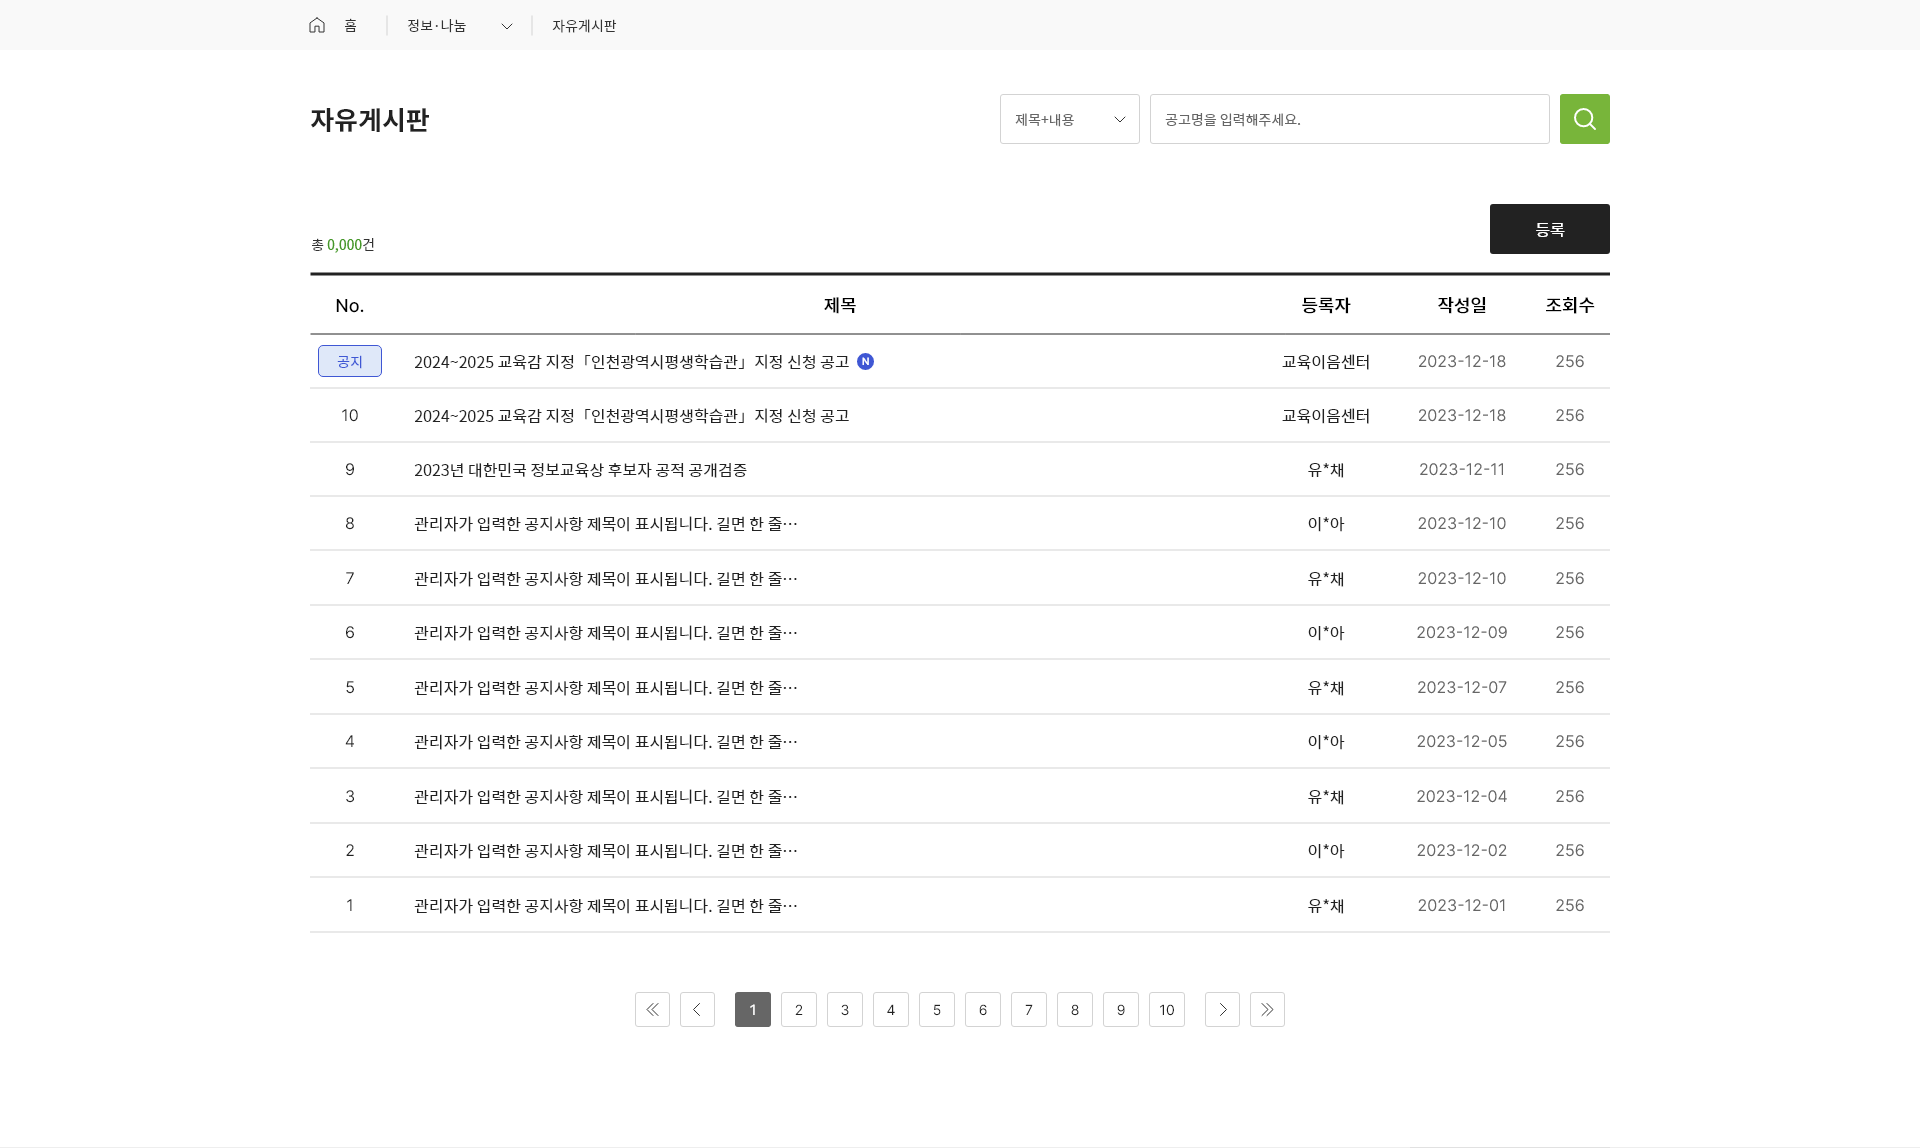 홈 정보·나눔 자유게시판
자유게시판 제목+내용 공고명을 입력해주세요.
등록
총 0,000건
No. 제목 등록자 작성일 조회수
공지 2024~2025 교육감 지정「인천광역시평생학습관」지정 신청 공고 N 교육이음센터 2023-12-18 256
10 2024~2025 교육감 지정「인천광역시평생학습관」지정 신청 공고 교육이음센터 2023-12-18 256
9 2023년 대한민국 정보교육상 후보자 공적 공개검증 유*채 2023-12-11 256
8 관리자가 입력한 공지사항 제목이 표시됩니다. 길면 한 줄… 이*아 2023-12-10 256
7 관리자가 입력한 공지사항 제목이 표시됩니다. 길면 한 줄… 유*채 2023-12-10 256
6 관리자가 입력한 공지사항 제목이 표시됩니다. 길면 한 줄… 이*아 2023-12-09 256
5 관리자가 입력한 공지사항 제목이 표시됩니다. 길면 한 줄… 유*채 2023-12-07 256
4 관리자가 입력한 공지사항 제목이 표시됩니다. 길면 한 줄… 이*아 2023-12-05 256
3 관리자가 입력한 공지사항 제목이 표시됩니다. 길면 한 줄… 유*채 2023-12-04 256
2 관리자가 입력한 공지사항 제목이 표시됩니다. 길면 한 줄… 이*아 2023-12-02 256
1 관리자가 입력한 공지사항 제목이 표시됩니다. 길면 한 줄… 유*채 2023-12-01 256
1 2 3 4 5 6 7 8 9 10